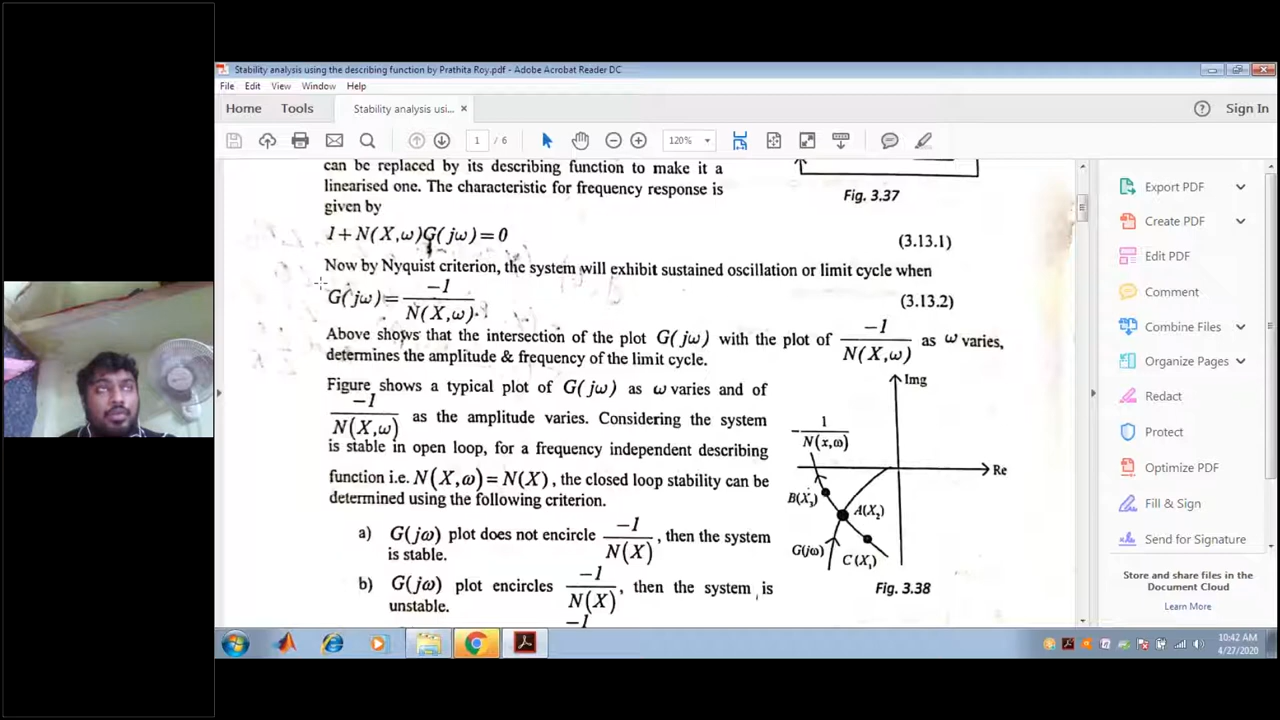 Stability analysis using the describing function by Prathita Roy.pdf - Adobe Acrobat Reader DC
File Edit View Window Help
Home Tools Stability analysis usi... × Sign In
1 / 6 120%
can be replaced by its describing function to make it a
linearised one. The characteristic for frequency response is
given by
Fig. 3.37
1+N(X,ω)G(jω)=0 (3.13.1)
Now by Nyquist criterion, the system will exhibit sustained oscillation or limit cycle when
G(jω)= -1 / N(X,ω). (3.13.2)
Above shows that the intersection of the plot G(jω) with the plot of -1 / N(X,ω) as ω varies,
determines the amplitude & frequency of the limit cycle.
Figure shows a typical plot of G(jω) as ω varies and of
-1 / N(X,ω) as the amplitude varies. Considering the system
is stable in open loop, for a frequency independent describing
function i.e. N(X,ω)=N(X), the closed loop stability can be
determined using the following criterion.
a) G(jω) plot does not encircle -1 / N(X), then the system
is stable.
b) G(jω) plot encircles -1 / N(X), then the system is
unstable.
-1
Img
- 1 / N(x,ω)
Re
B(X₃)
A(X₂)
G(jω)
C(X₁)
Fig. 3.38
Export PDF
Create PDF
Edit PDF
Comment
Combine Files
Organize Pages
Redact
Protect
Optimize PDF
Fill & Sign
Send for Signature
Store and share files in the
Document Cloud
Learn More
10:42 AM
4/27/2020